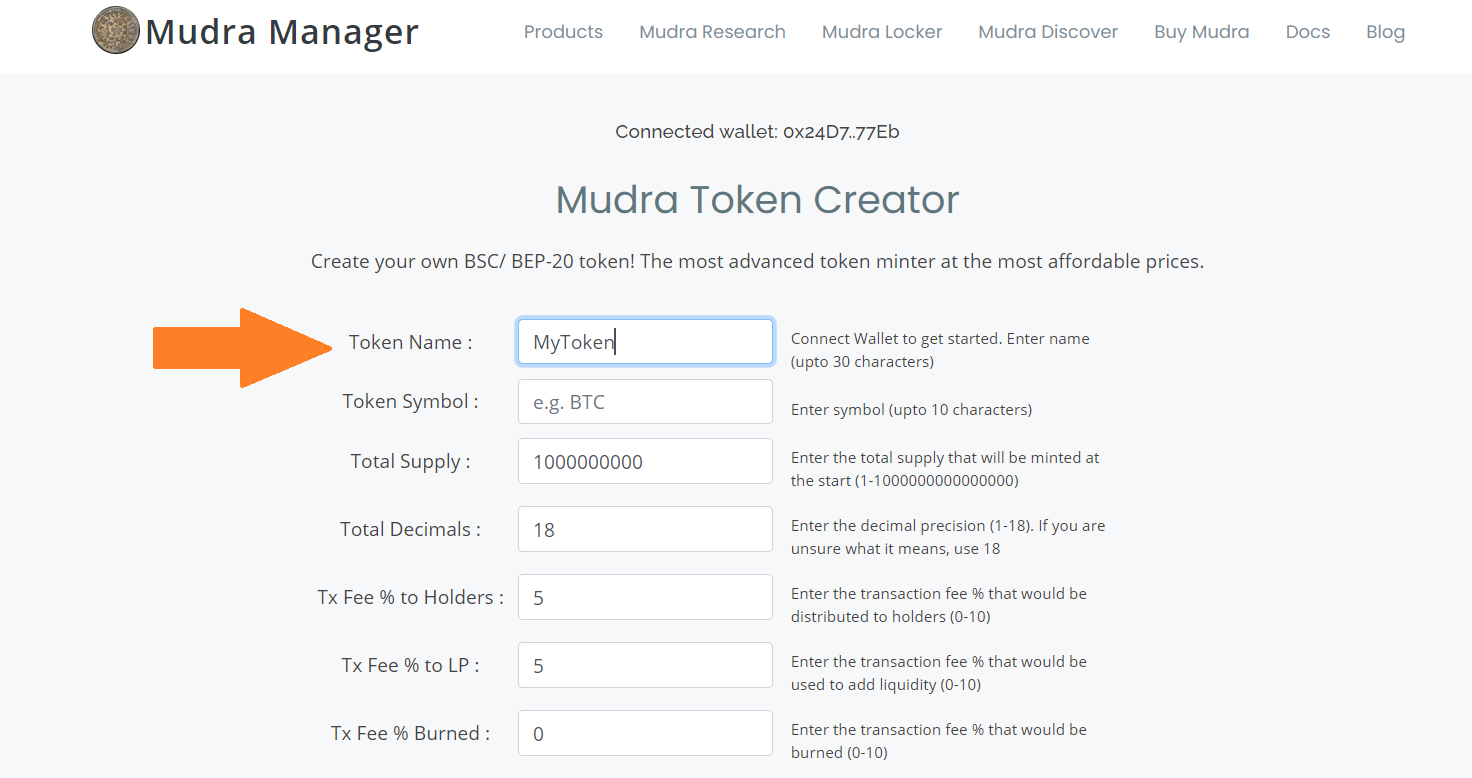 Mudra Manager Products Mudra Research Mudra Locker Mudra Discover Buy Mudra Docs Blog
Connected wallet: 0x24D7..77Eb
Mudra Token Creator
Create your own BSC/ BEP-20 token! The most advanced token minter at the most affordable prices.
Token Name : MyToken Connect Wallet to get started. Enter name
(upto 30 characters)
Token Symbol : e.g. BTC Enter symbol (upto 10 characters)
Total Supply : 1000000000 Enter the total supply that will be minted at
the start (1-1000000000000000)
Total Decimals : 18 Enter the decimal precision (1-18). If you are
unsure what it means, use 18
Tx Fee % to Holders : 5 Enter the transaction fee % that would be
distributed to holders (0-10)
Tx Fee % to LP : 5 Enter the transaction fee % that would be
used to add liquidity (0-10)
Tx Fee % Burned : 0 Enter the transaction fee % that would be
burned (0-10)